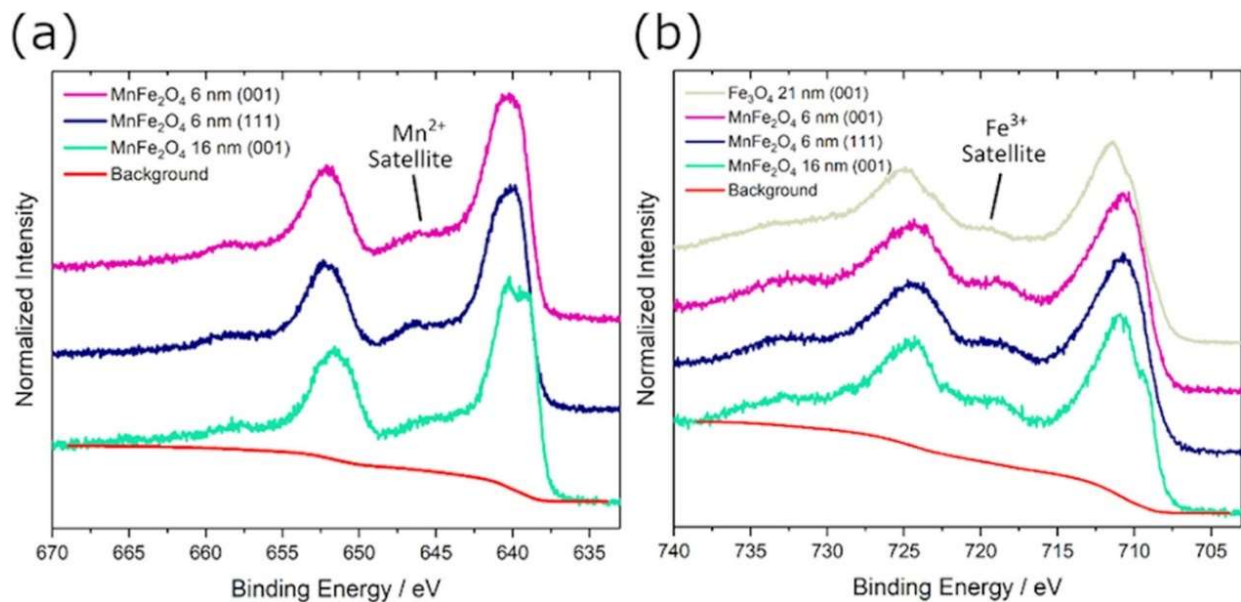 (a)
MnFe₂O₄ 6 nm (001)
MnFe₂O₄ 6 nm (111)
MnFe₂O₄ 16 nm (001)
Background
Mn²⁺
Satellite
Normalized Intensity
670 665 660 655 650 645 640 635
Binding Energy / eV
(b)
Fe₃O₄ 21 nm (001)
MnFe₂O₄ 6 nm (001)
MnFe₂O₄ 6 nm (111)
MnFe₂O₄ 16 nm (001)
Background
Fe³⁺
Satellite
Normalized Intensity
740 735 730 725 720 715 710 705
Binding Energy / eV